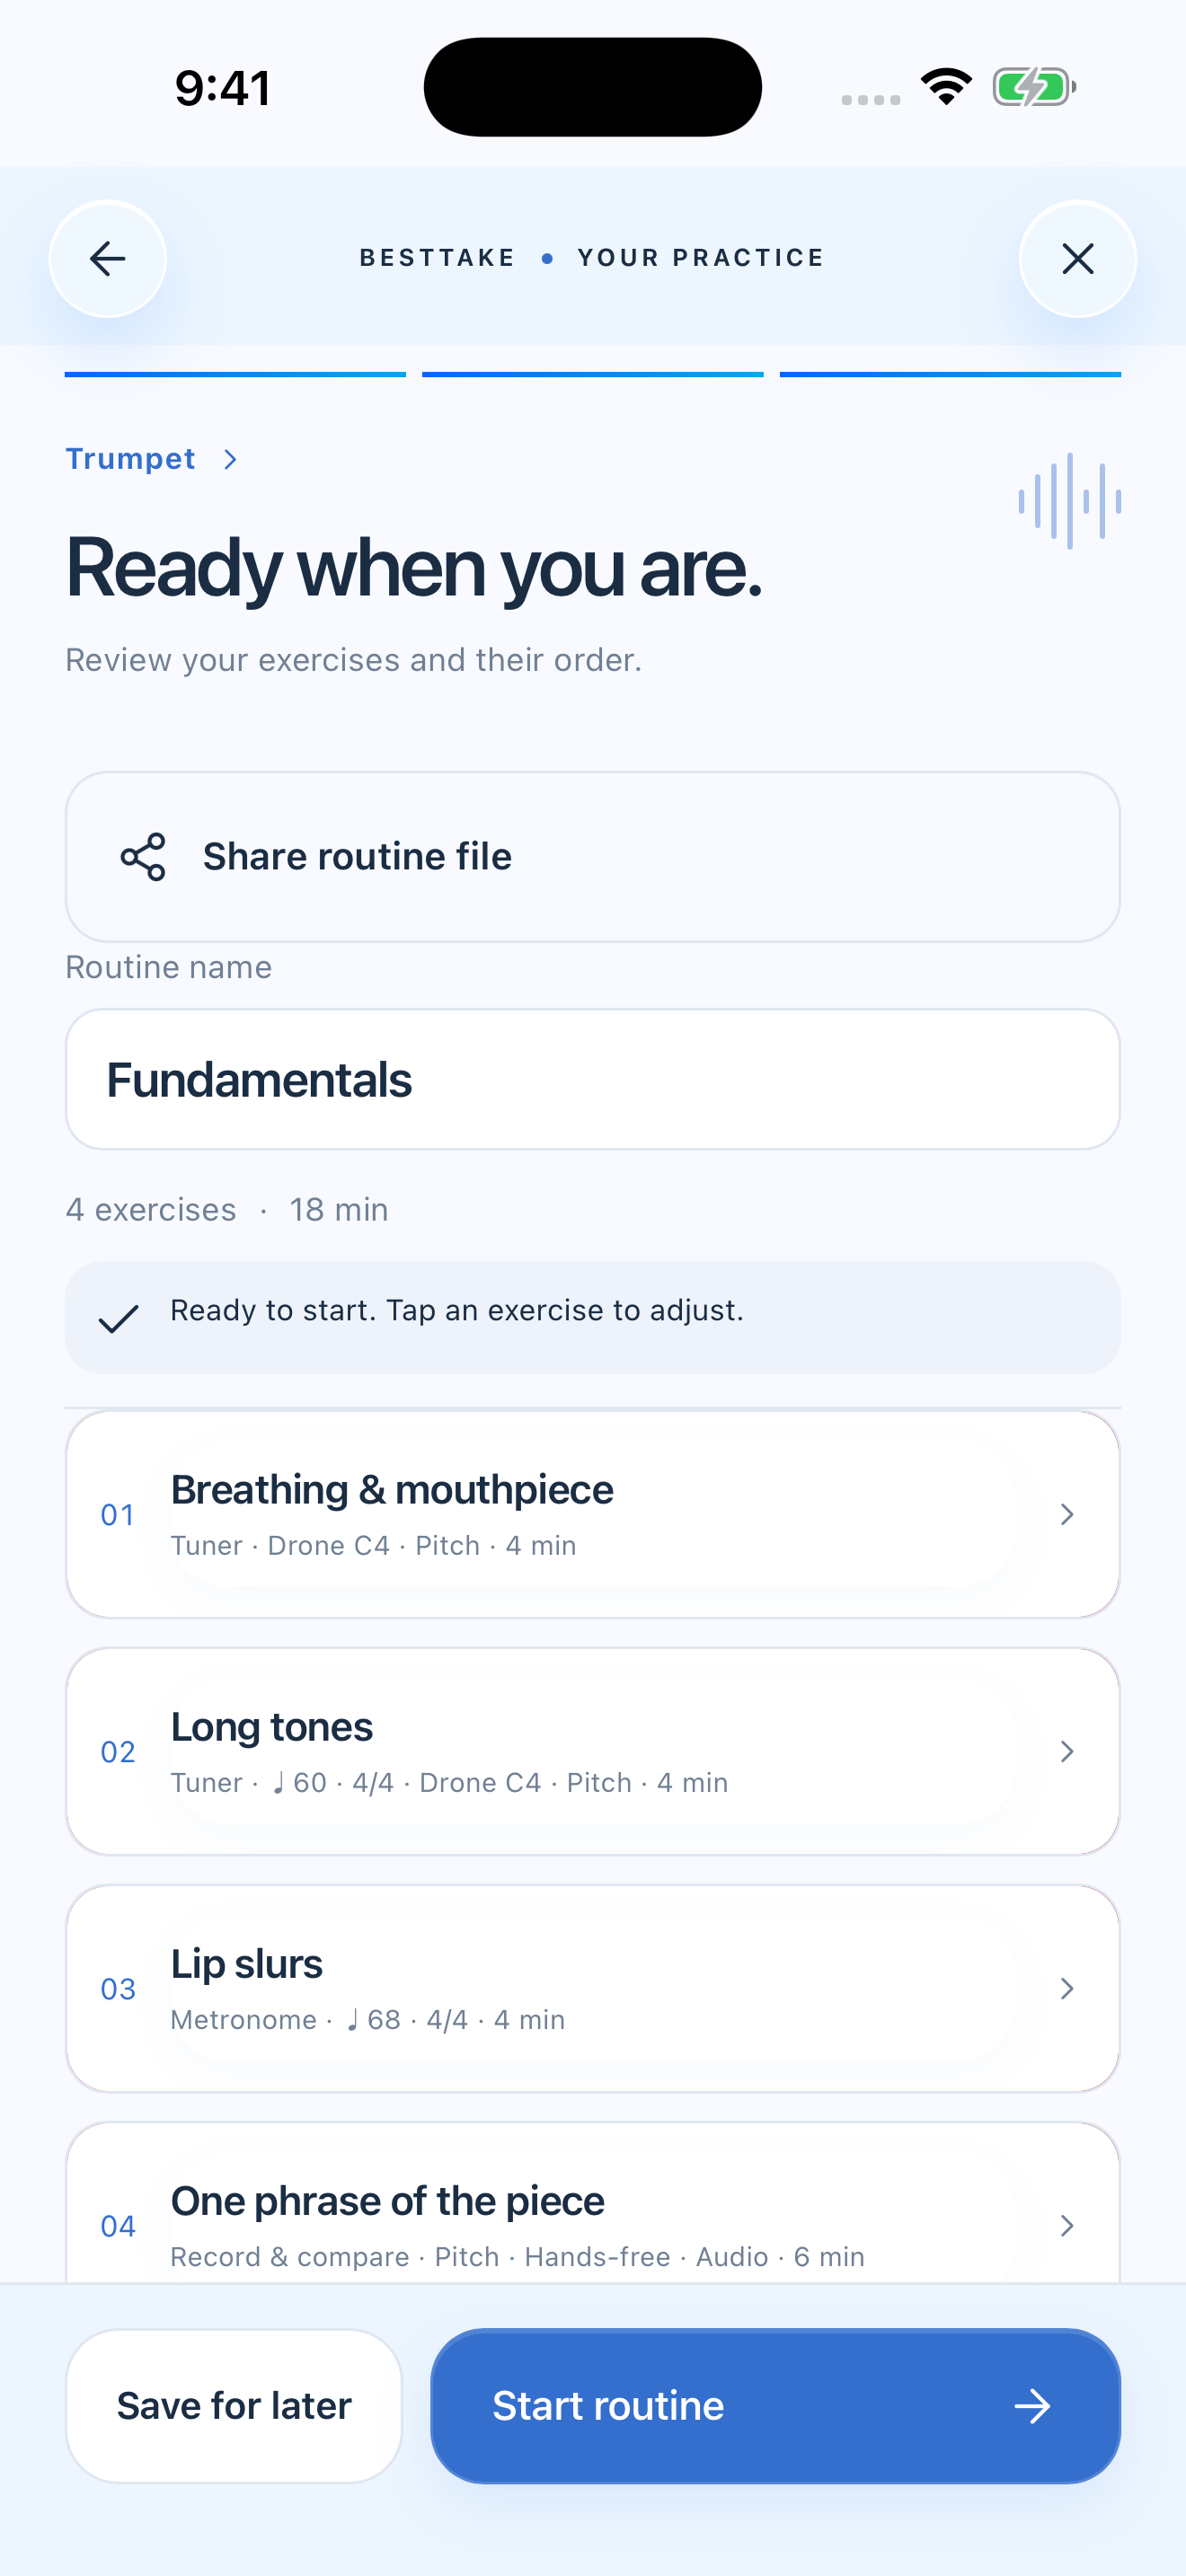 9:41
BESTTAKE • YOUR PRACTICE
Trumpet
Ready when you are.
Review your exercises and their order.
Share routine file
Routine name
Fundamentals
4 exercises · 18 min
Ready to start. Tap an exercise to adjust.
01
Breathing & mouthpiece
Tuner · Drone C4 · Pitch · 4 min
02
Long tones
Tuner · ♩ 60 · 4/4 · Drone C4 · Pitch · 4 min
03
Lip slurs
Metronome · ♩ 68 · 4/4 · 4 min
04
One phrase of the piece
Record & compare · Pitch · Hands-free · Audio · 6 min
Save for later
Start routine